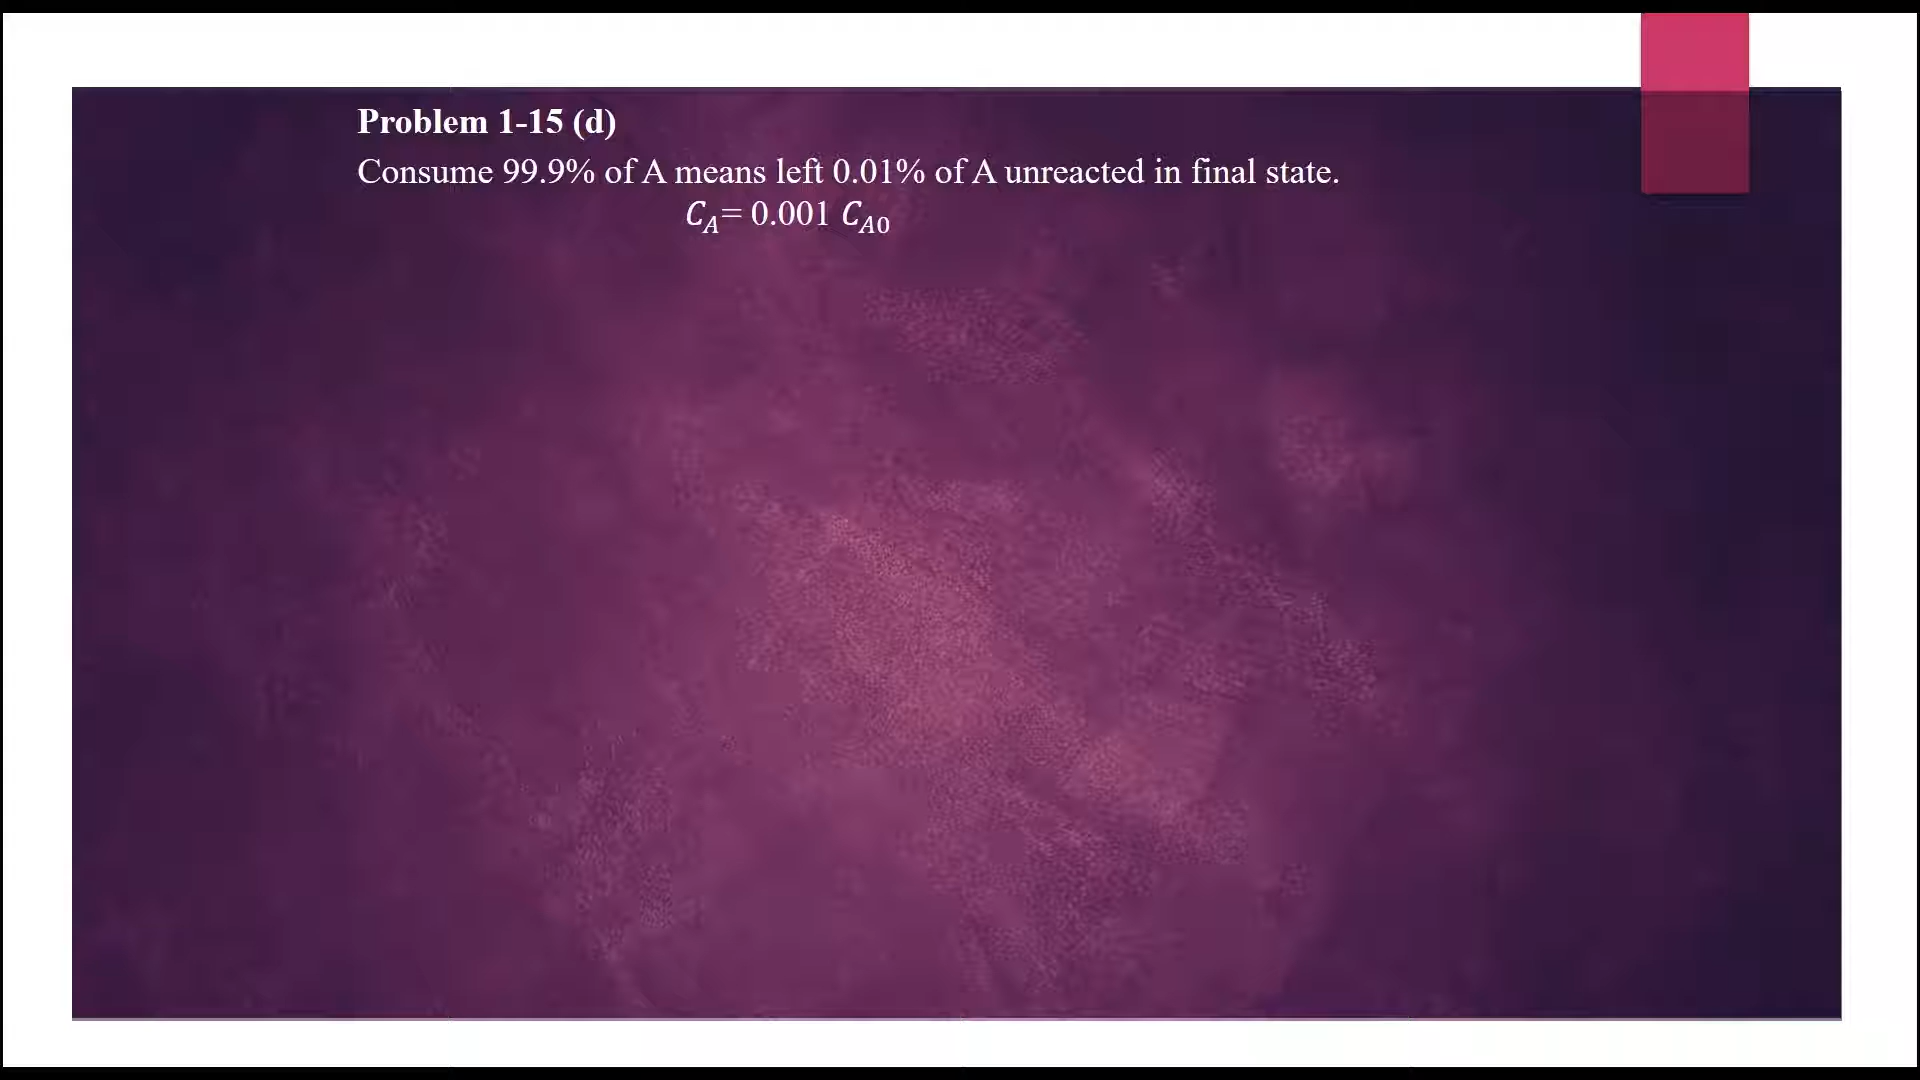 Problem 1-15 (d)
Consume 99.9% of A means left 0.01% of A unreacted in final state.
C_A= 0.001 C_A0